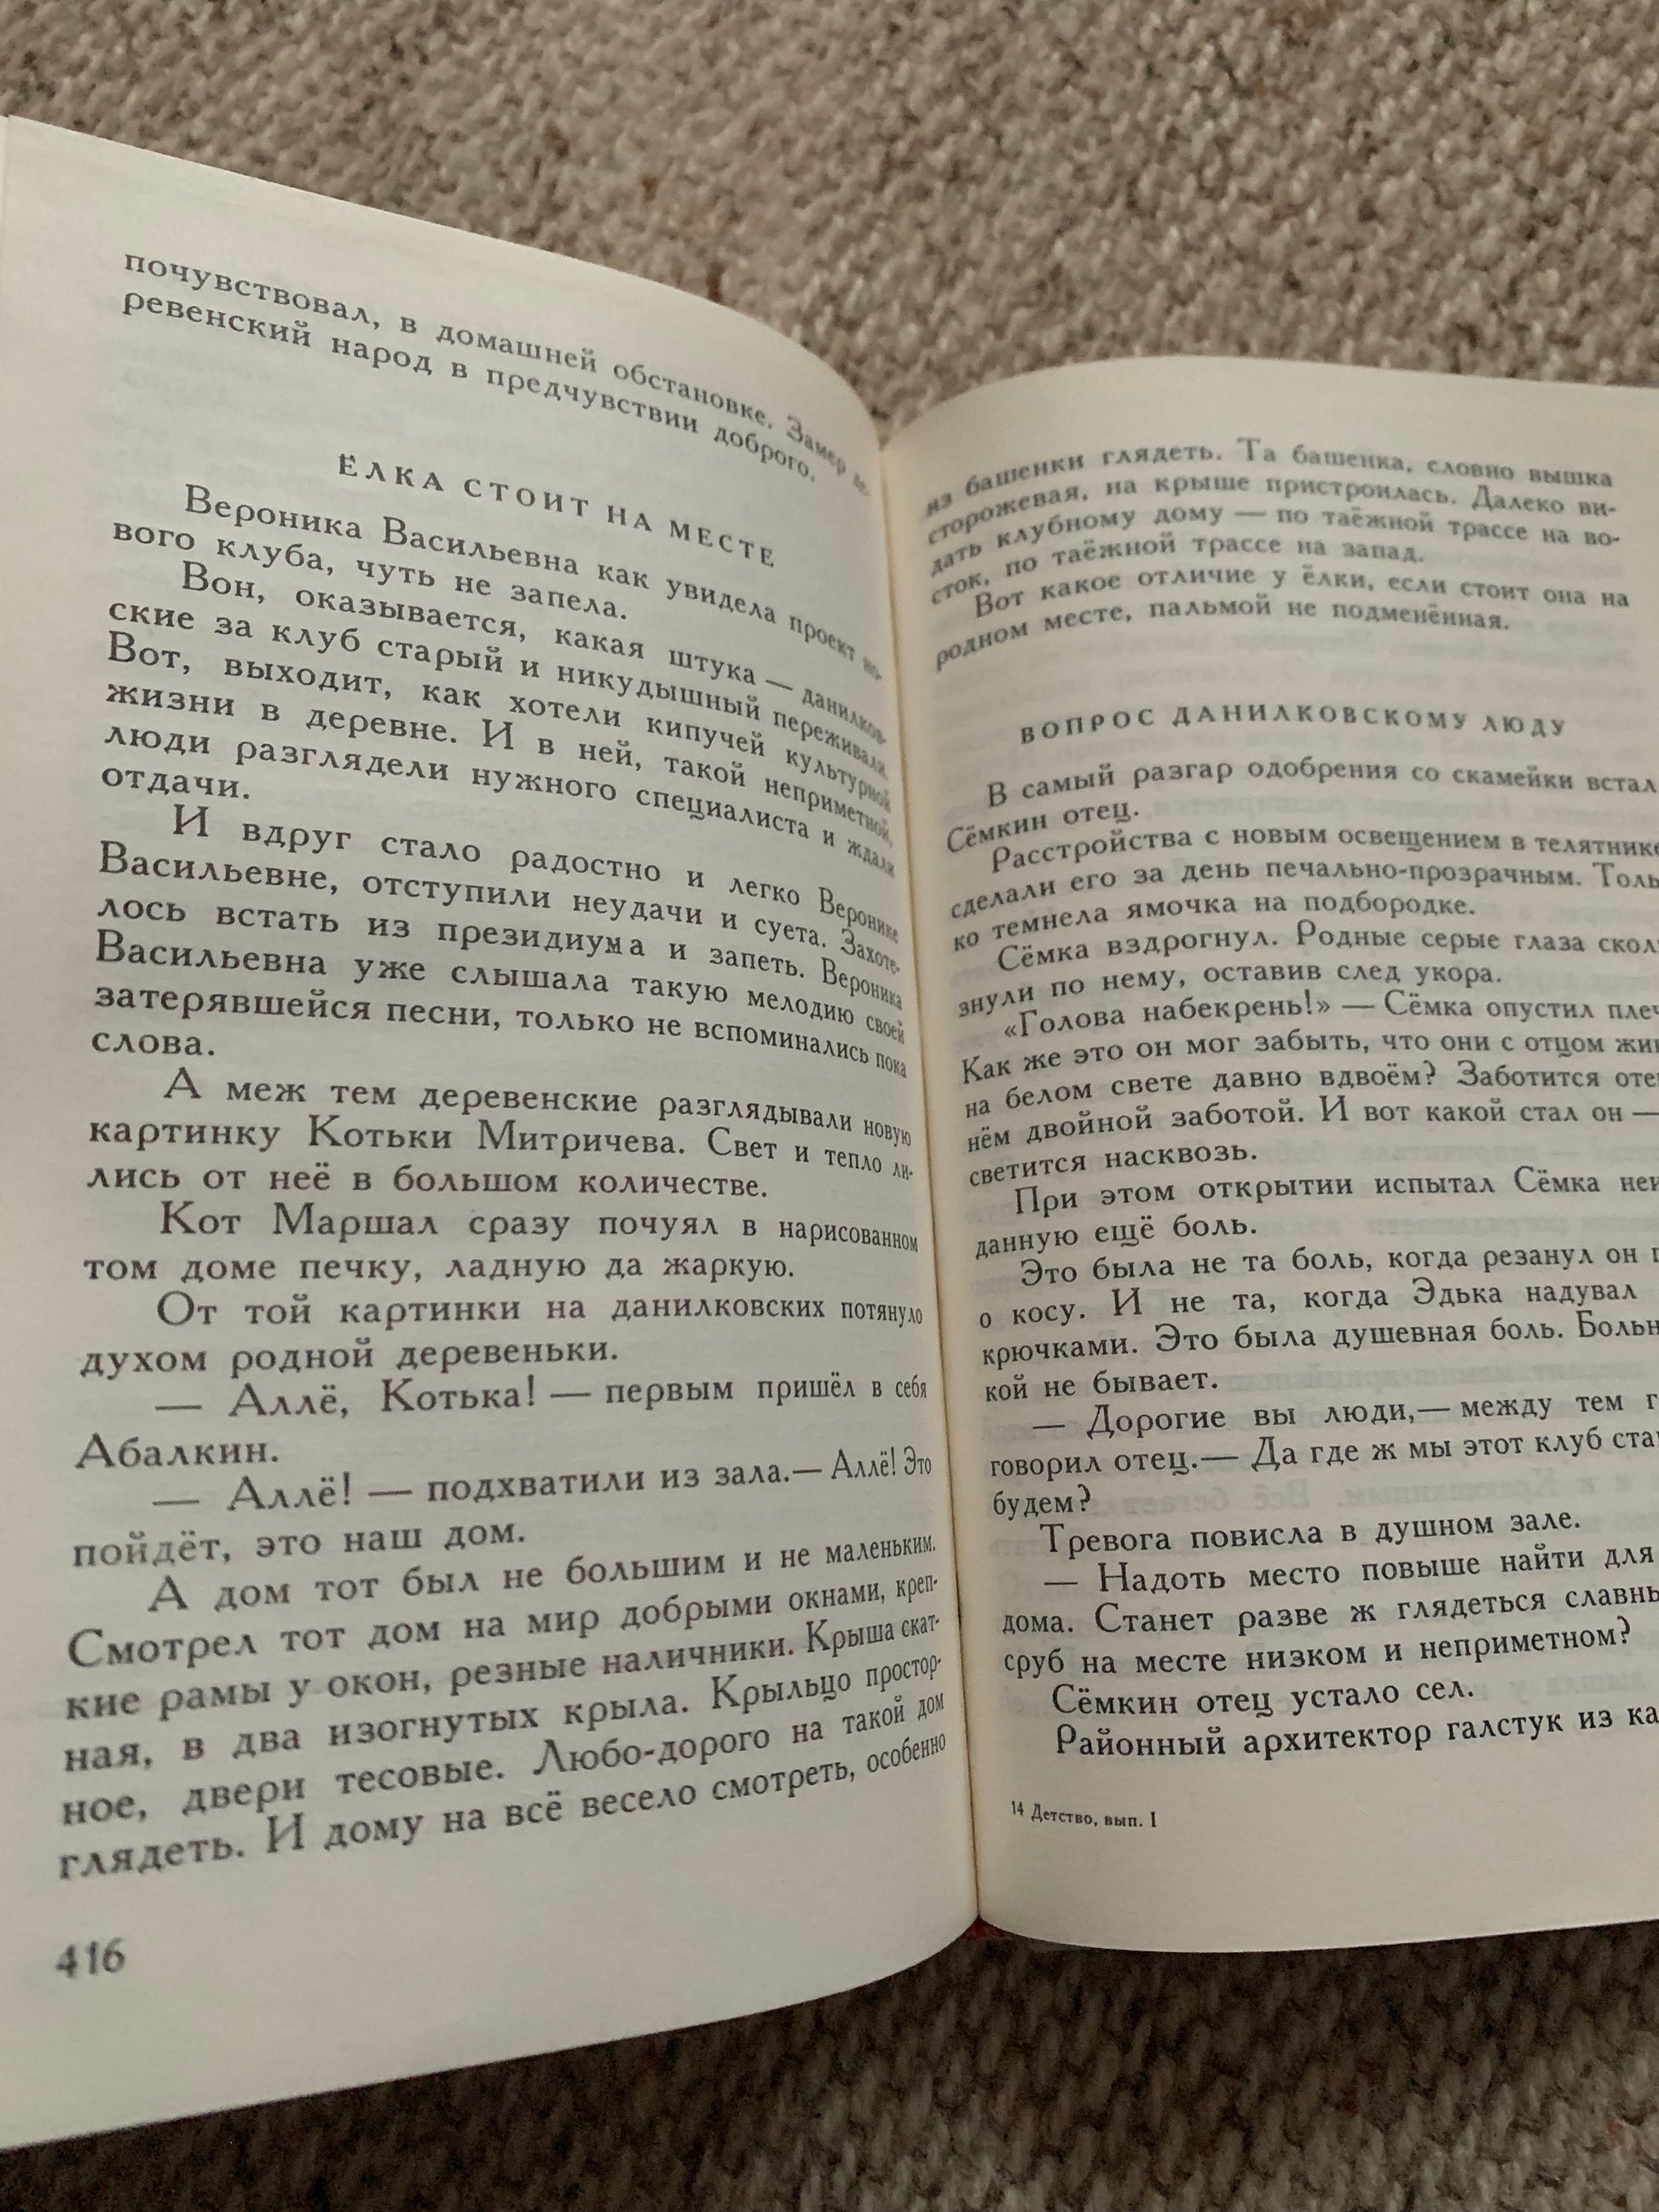 почувствовал, в домашней обстановке. Замер де-
ревенский народ в предчувствии доброго.
ЁЛКА СТОИТ НА МЕСТЕ
Вероника Васильевна как увидела проект но-
вого клуба, чуть не запела.
Вон, оказывается, какая штука — данилков-
ские за клуб старый и никудышный переживали.
Вот, выходит, как хотели кипучей культурной
жизни в деревне. И в ней, такой неприметной,
люди разглядели нужного специалиста и ждали
отдачи.
И вдруг стало радостно и легко Веронике
Васильевне, отступили неудачи и суета. Захоте-
лось встать из президиума и запеть. Вероника
Васильевна уже слышала такую мелодию своей
затерявшейся песни, только не вспоминались пока
слова.
А меж тем деревенские разглядывали новую
картинку Котьки Митричева. Свет и тепло ли-
лись от неё в большом количестве.
Кот Маршал сразу почуял в нарисованном
том доме печку, ладную да жаркую.
От той картинки на данилковских потянуло
духом родной деревеньки.
— Аллё, Котька! — первым пришёл в себя
Абалкин.
— Аллё! — подхватили из зала.— Аллё! Это
пойдёт, это наш дом.
А дом тот был не большим и не маленьким.
Смотрел тот дом на мир добрыми окнами, креп-
кие рамы у окон, резные наличники. Крыша скат-
ная, в два изогнутых крыла. Крыльцо простор-
ное, двери тесовые. Любо-дорого на такой дом
глядеть. И дому на всё весело смотреть, особенно
416
из башенки глядеть. Та башенка, словно вышка
сторожевая, на крыше пристроилась. Далеко ви-
дать клубному дому — по таёжной трассе на во-
сток, по таёжной трассе на запад.
Вот какое отличие у ёлки, если стоит она на
родном месте, пальмой не подменённая.
ВОПРОС ДАНИЛКОВСКОМУ ЛЮДУ
В самый разгар одобрения со скамейки встал
Сёмкин отец.
Расстройства с новым освещением в телятнике
сделали его за день печально-прозрачным. Толь
ко темнела ямочка на подбородке.
Сёмка вздрогнул. Родные серые глаза сколь
знули по нему, оставив след укора.
«Голова набекрень!» — Сёмка опустил плеч
Как же это он мог забыть, что они с отцом жи
на белом свете давно вдвоём? Заботится оте
нём двойной заботой. И вот какой стал он —
светится насквозь.
При этом открытии испытал Сёмка неи
данную ещё боль.
Это была не та боль, когда резанул он
о косу. И не та, когда Эдька надувал
крючками. Это была душевная боль. Больн
кой не бывает.
— Дорогие вы люди,— между тем г
говорил отец.— Да где ж мы этот клуб ста
будем?
Тревога повисла в душном зале.
— Надоть место повыше найти для
дома. Станет разве ж глядеться славн
сруб на месте низком и неприметном?
Сёмкин отец устало сел.
Районный архитектор галстук из ка
14 Детство, вып. I